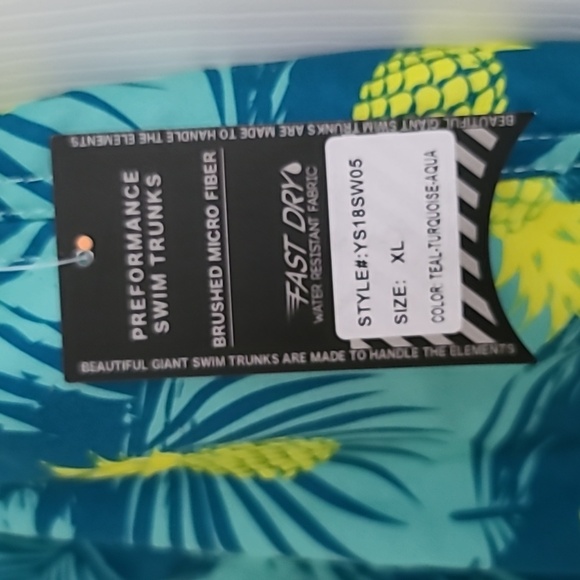 PREFORMANCE
SWIM TRUNKS
BRUSHED MICRO FIBER
FAST DRY
WATER RESISTANT FABRIC
STYLE#:YS18SW05
SIZE: XL
COLOR: TEAL-TURQUOISE-AQUA
BEAUTIFUL GIANT SWIM TRUNKS ARE MADE TO HANDLE THE ELEMENTS
BEAUTIFUL GIANT SWIM TRUNKS ARE MADE TO HANDLE THE ELEMENTS